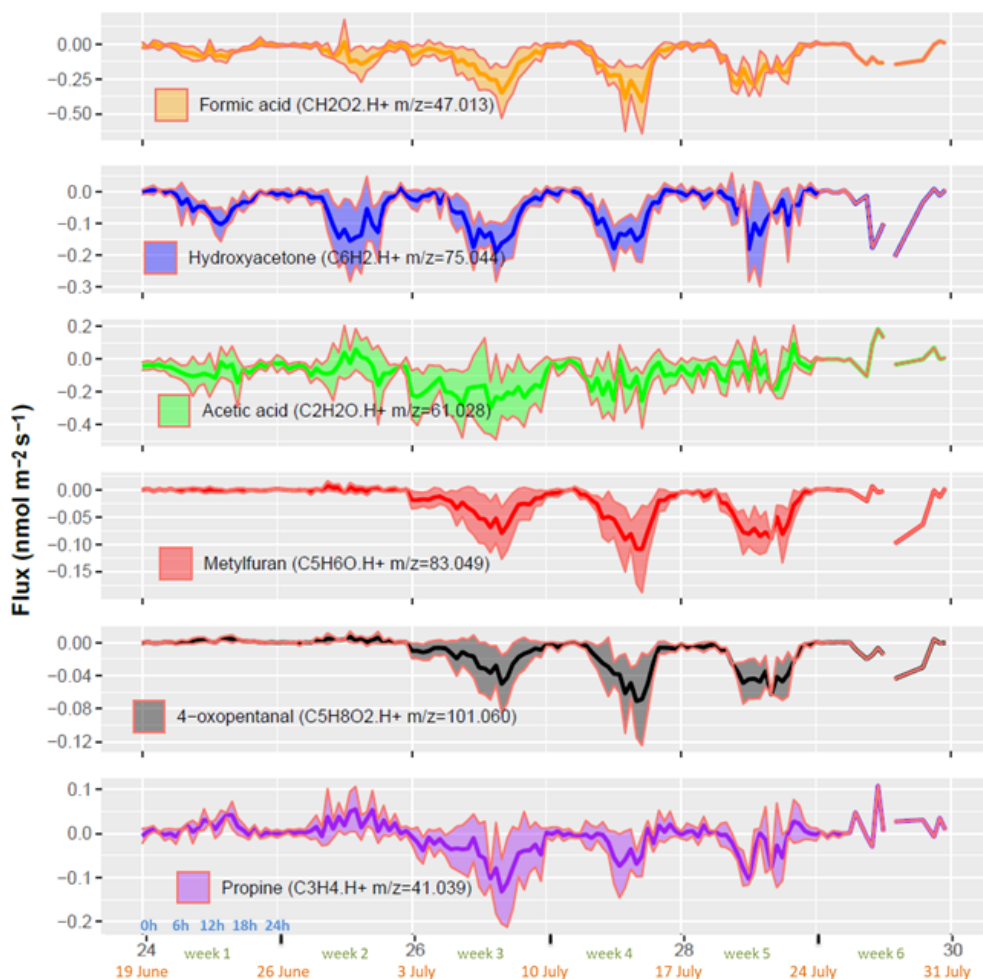 Flux (nmol m−2 s−1)
0.00
−0.25
−0.50
Formic acid (CH2O2.H+ m/z=47.013)
0.0
−0.1
−0.2
−0.3
Hydroxyacetone (C6H2.H+ m/z=75.044)
0.2
0.0
−0.2
−0.4
Acetic acid (C2H2O.H+ m/z=61.028)
0.00
−0.05
−0.10
−0.15
Metylfuran (C5H6O.H+ m/z=83.049)
0.00
−0.04
−0.08
−0.12
4−oxopentanal (C5H8O2.H+ m/z=101.060)
0.1
0.0
−0.1
−0.2
Propine (C3H4.H+ m/z=41.039)
0h 6h 12h 18h 24h
24 26 28 30
week 1 week 2 week 3 week 4 week 5 week 6
19 June 26 June 3 July 10 July 17 July 24 July 31 July